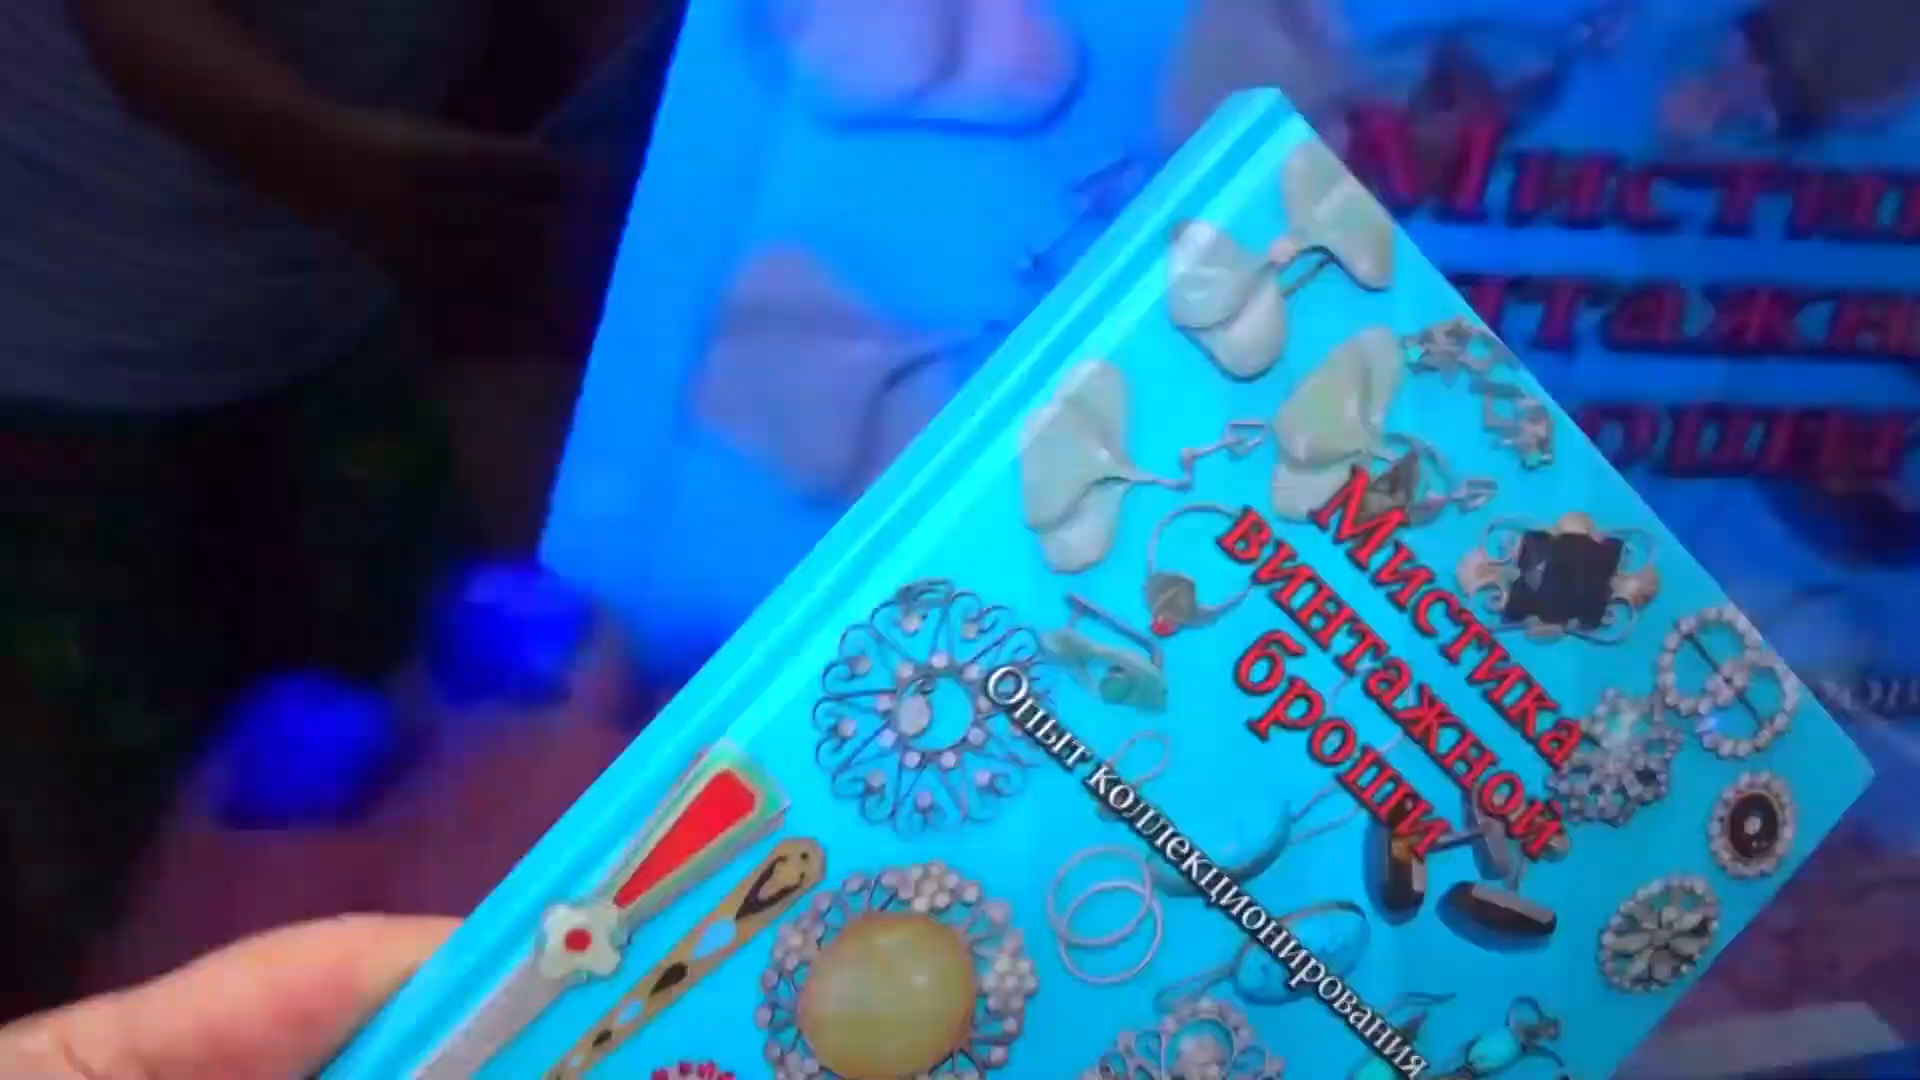 Мистика
винтажной
броши
Опыт коллекционирования